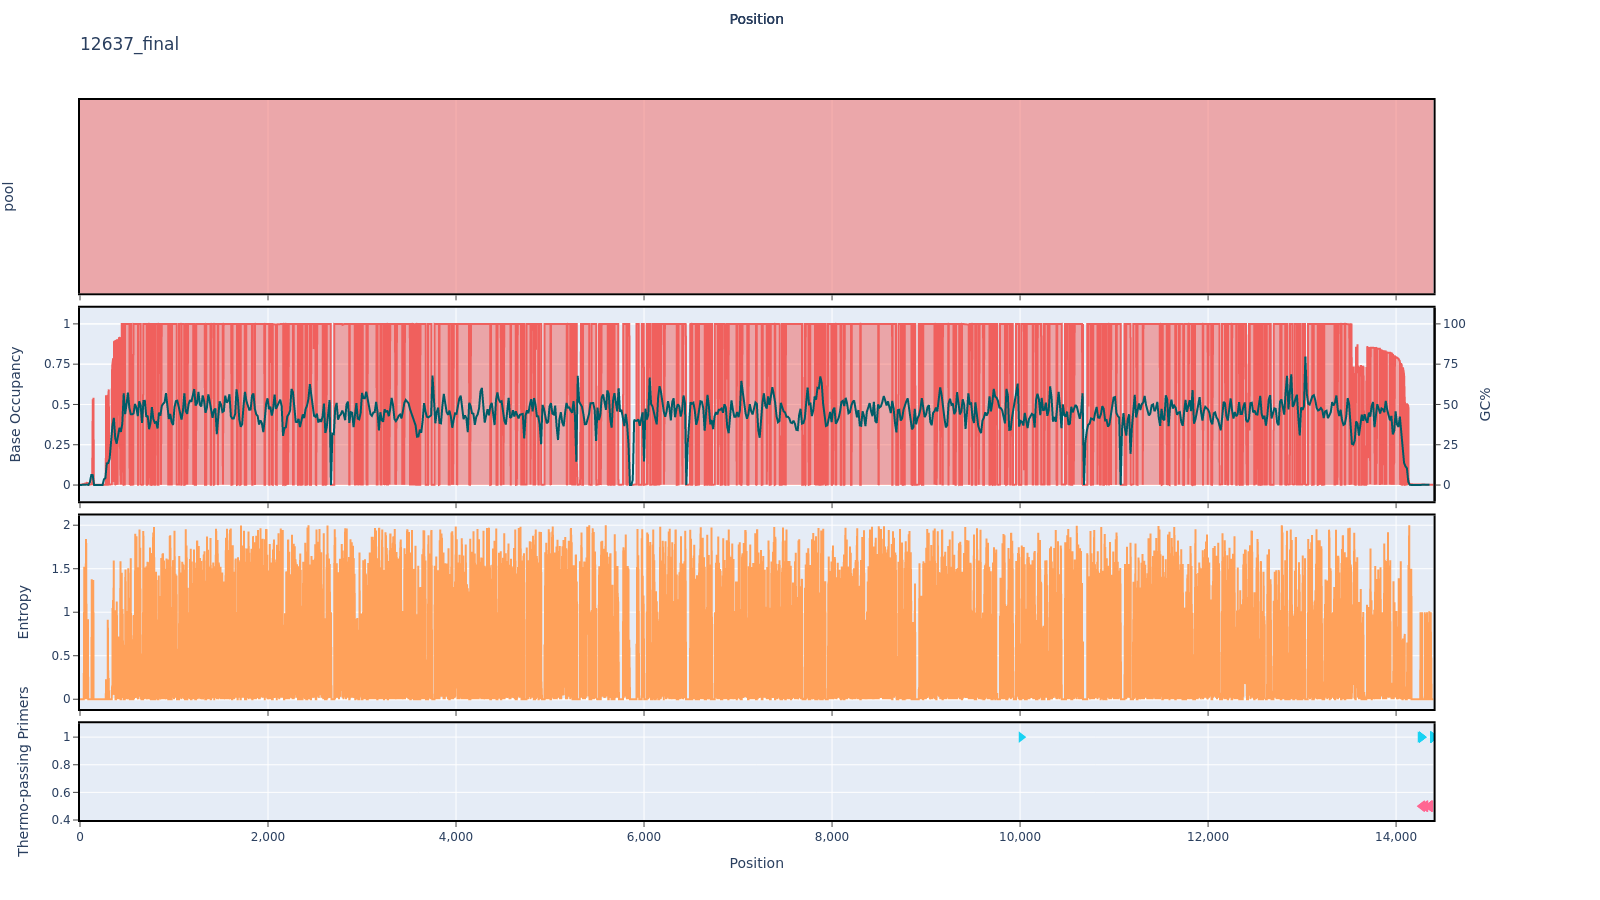 Position
12637_final
pool
Base Occupancy
1
0.75
0.5
0.25
0
100
75
50
25
0
GC%
Entropy
2
1.5
1
0.5
0
Thermo-passing Primers
1
0.8
0.6
0.4
0 2,000 4,000 6,000 8,000 10,000 12,000 14,000
Position